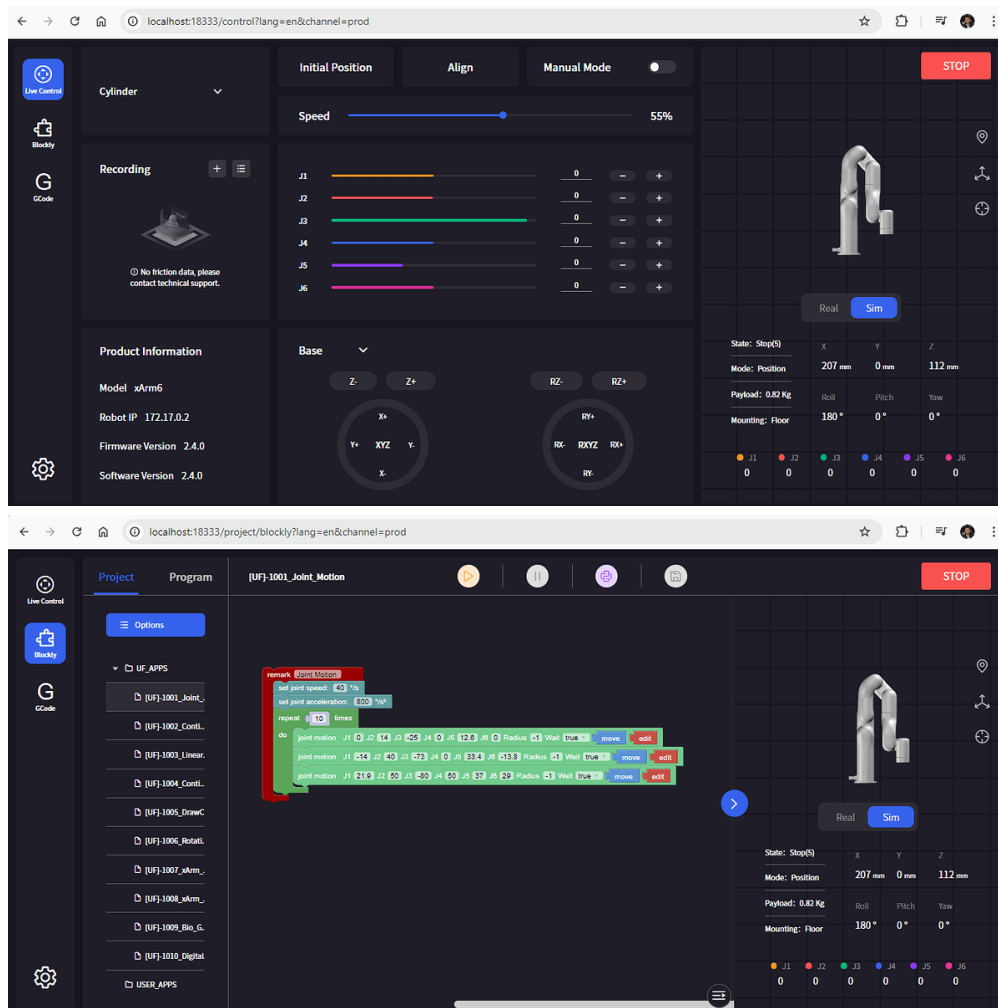 localhost:18333/control?lang=en&channel=prod
Live Control
Blockly
G
GCode
Cylinder
Initial Position
Align
Manual Mode
Speed
55%
STOP
Recording
+
No friction data, please
contact technical support.
J1 0 - +
J2 0 - +
J3 0 - +
J4 0 - +
J5 0 - +
J6 0 - +
Real
Sim
Product Information
Model xArm6
Robot IP 172.17.0.2
Firmware Version 2.4.0
Software Version 2.4.0
Base
Z- Z+
X+
Y+ XYZ Y-
X-
RZ- RZ+
RY+
RX- RXYZ RX+
RY-
State: Stop(5)
Mode: Position
Payload: 0.82 Kg
Mounting: Floor
X Y Z
207 mm 0 mm 112 mm
Roll Pitch Yaw
180 ° 0 ° 0 °
J1 J2 J3 J4 J5 J6
0 0 0 0 0 0
localhost:18333/project/blockly?lang=en&channel=prod
Live Control
Blockly
G
GCode
Project
Program
[UF]-1001_Joint_Motion
STOP
Options
UF_APPS
[UF]-1001_Joint_..
[UF]-1002_Conti..
[UF]-1003_Linear.
[UF]-1004_Conti..
[UF]-1005_DrawC
[UF]-1006_Rotati.
[UF]-1007_xArm_.
[UF]-1008_xArm_.
[UF]-1009_Bio_G.
[UF]-1010_Digital
USER_APPS
remark Joint Motion
set joint speed: 40 °/s
set joint acceleration: 800 °/s²
repeat 10 times
do joint motion J1 0 J2 14 J3 -25 J4 0 J5 12.6 J6 0 Radius -1 Wait true move edit
joint motion J1 -14 J2 40 J3 -73 J4 0 J5 33.4 J6 -13.8 Radius -1 Wait true move edit
joint motion J1 21.9 J2 50 J3 -80 J4 50 J5 37 J6 29 Radius -1 Wait true move edit
Real
Sim
State: Stop(5)
Mode: Position
Payload: 0.82 Kg
Mounting: Floor
X Y Z
207 mm 0 mm 112 mm
Roll Pitch Yaw
180 ° 0 ° 0 °
J1 J2 J3 J4 J5 J6
0 0 0 0 0 0